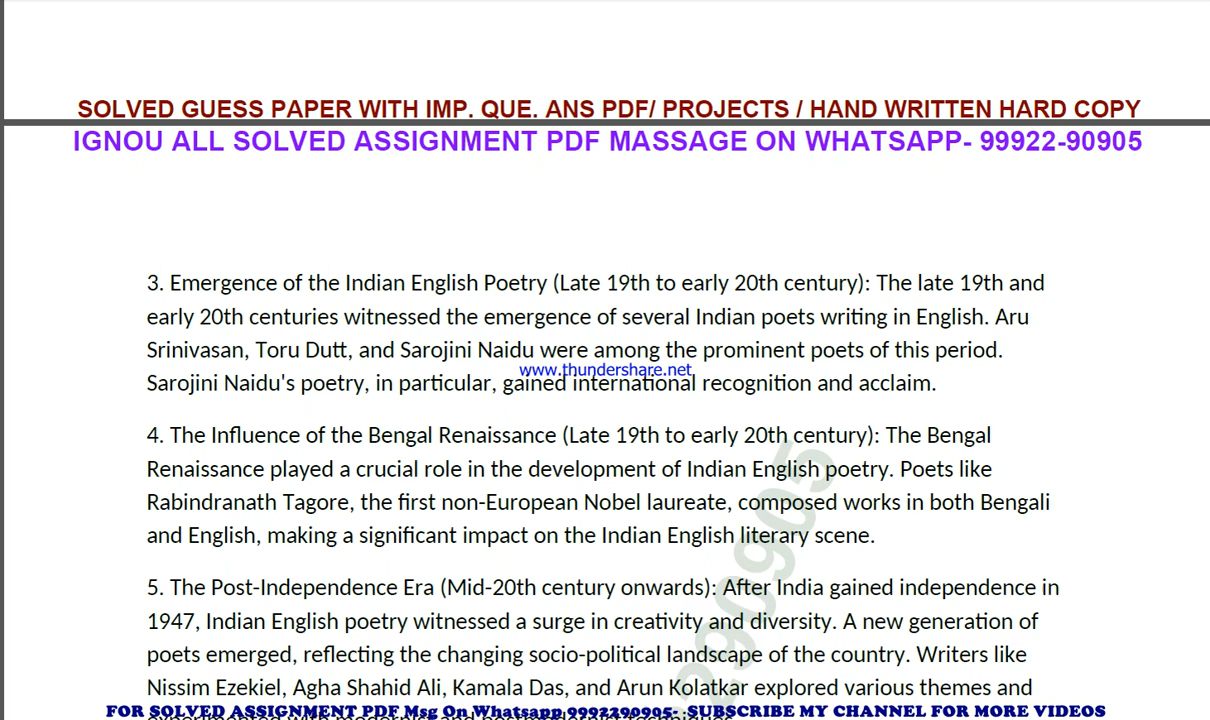 SOLVED GUESS PAPER WITH IMP. QUE. ANS PDF/ PROJECTS / HAND WRITTEN HARD COPY
IGNOU ALL SOLVED ASSIGNMENT PDF MASSAGE ON WHATSAPP- 99922-90905
3. Emergence of the Indian English Poetry (Late 19th to early 20th century): The late 19th and
early 20th centuries witnessed the emergence of several Indian poets writing in English. Aru
Srinivasan, Toru Dutt, and Sarojini Naidu were among the prominent poets of this period.
www.thundershare.net
Sarojini Naidu's poetry, in particular, gained international recognition and acclaim.
4. The Influence of the Bengal Renaissance (Late 19th to early 20th century): The Bengal
Renaissance played a crucial role in the development of Indian English poetry. Poets like
Rabindranath Tagore, the first non-European Nobel laureate, composed works in both Bengali
and English, making a significant impact on the Indian English literary scene.
290905
5. The Post-Independence Era (Mid-20th century onwards): After India gained independence in
1947, Indian English poetry witnessed a surge in creativity and diversity. A new generation of
poets emerged, reflecting the changing socio-political landscape of the country. Writers like
Nissim Ezekiel, Agha Shahid Ali, Kamala Das, and Arun Kolatkar explored various themes and
FOR SOLVED ASSIGNMENT PDF Msg On Whatsapp 9992290905- SUBSCRIBE MY CHANNEL FOR MORE VIDEOS